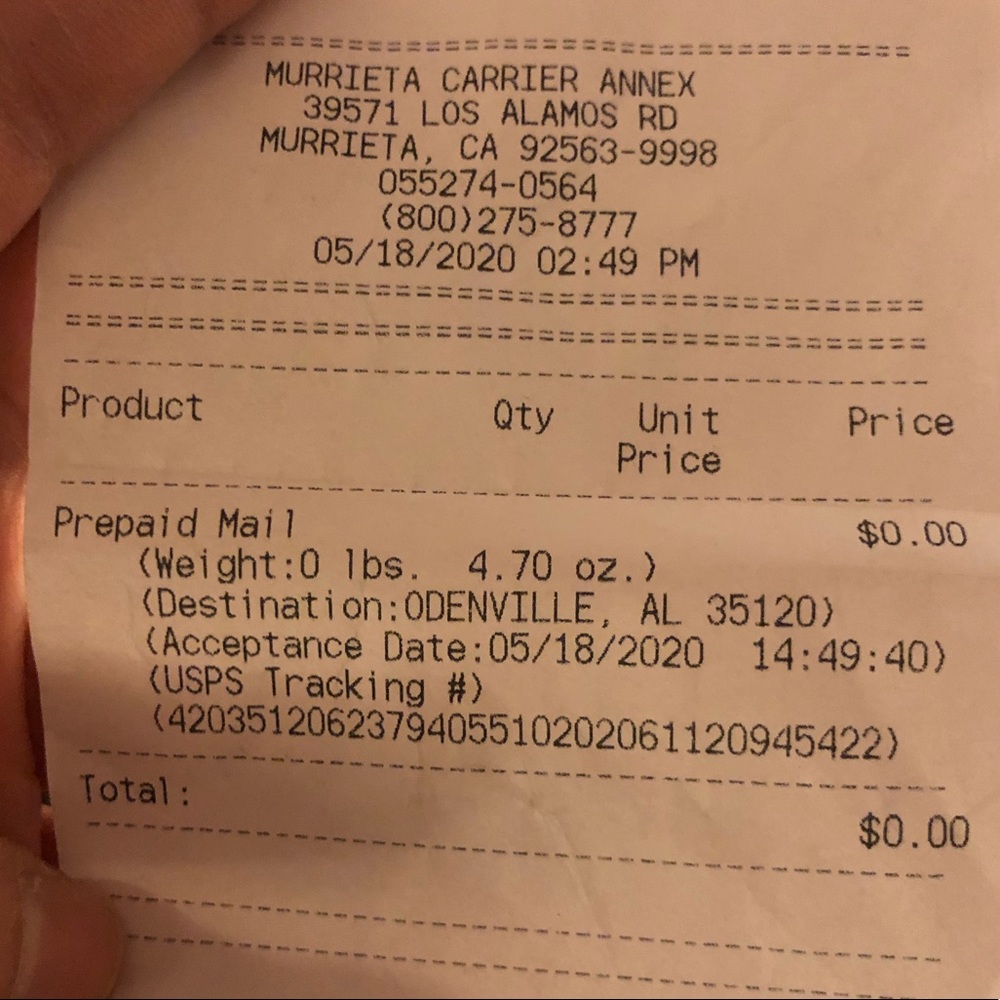 MURRIETA CARRIER ANNEX
39571 LOS ALAMOS RD
MURRIETA, CA 92563-9998
055274-0564
(800)275-8777
05/18/2020 02:49 PM
Product Qty Unit Price
Price
Prepaid Mail $0.00
(Weight:0 lbs. 4.70 oz.)
(Destination:ODENVILLE, AL 35120)
(Acceptance Date:05/18/2020 14:49:40)
(USPS Tracking #)
(4203512062379405510202061120945422)
Total: $0.00